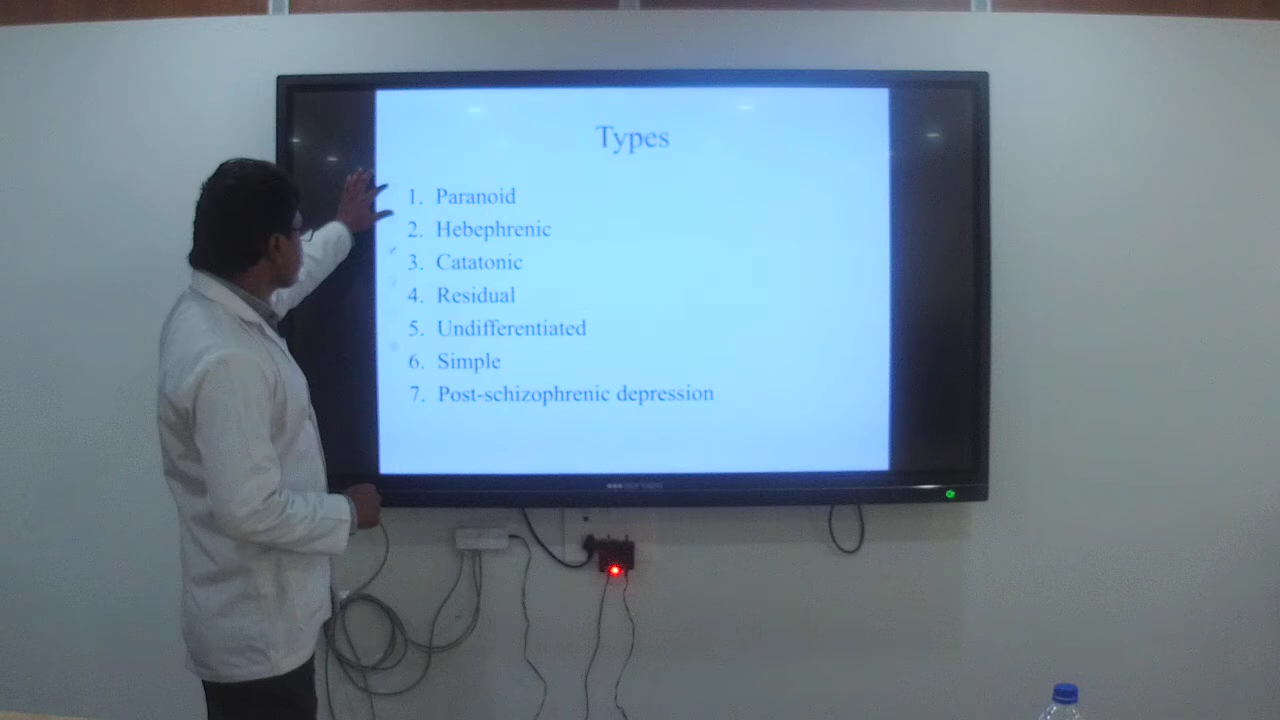 Types
1. Paranoid
2. Hebephrenic
3. Catatonic
4. Residual
5. Undifferentiated
6. Simple
7. Post-schizophrenic depression